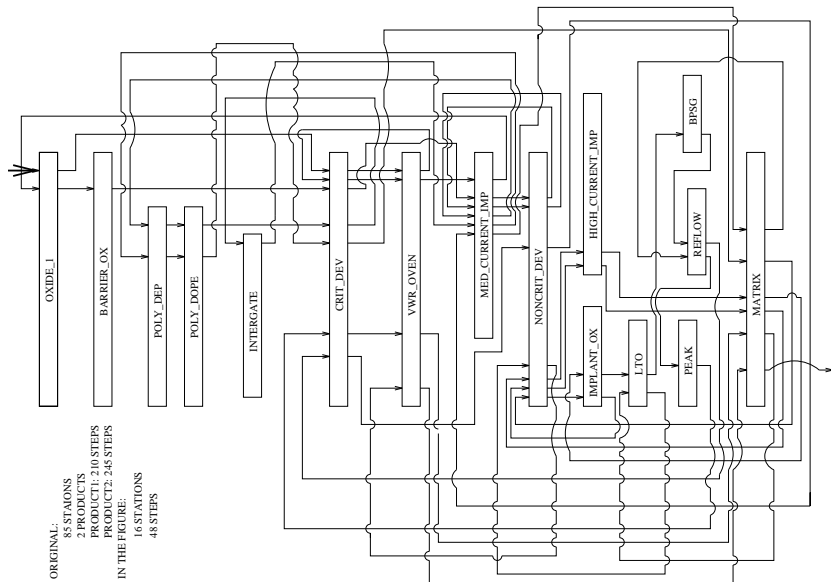 OXIDE_1
BARRIER_OX
POLY_DEP
POLY_DOPE
INTERGATE
CRIT_DEV
VWR_OVEN
MED_CURRENT_IMP
NONCRIT_DEV
HIGH_CURRENT_IMP
IMPLANT_OX
LTO
BPSG
REFLOW
PEAK
MATRIX
ORIGINAL:
85 STAIONS
2 PRODUCTS
PRODUCT1: 210 STEPS
PRODUCT2: 245 STEPS
IN THE FIGURE:
16 STATIONS
48 STEPS